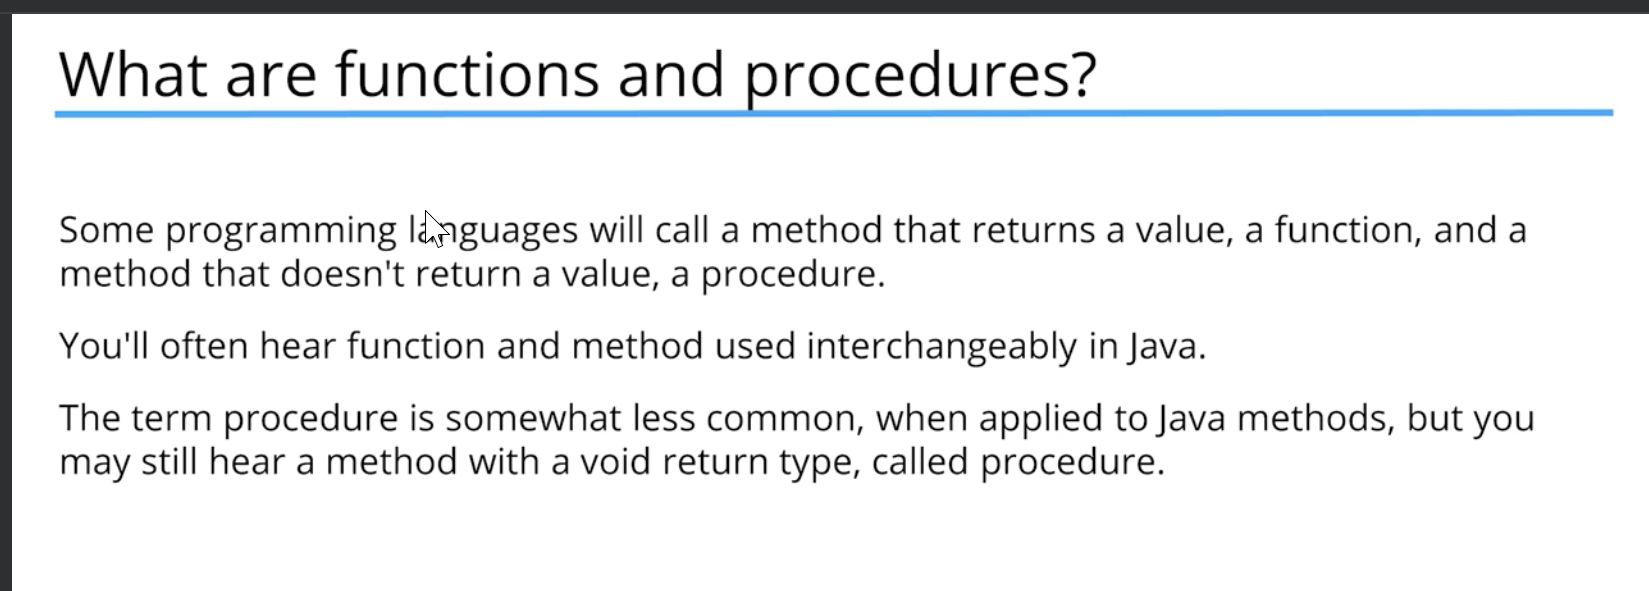 What are functions and procedures?
Some programming languages will call a method that returns a value, a function, and a
method that doesn't return a value, a procedure.
You'll often hear function and method used interchangeably in Java.
The term procedure is somewhat less common, when applied to Java methods, but you
may still hear a method with a void return type, called procedure.